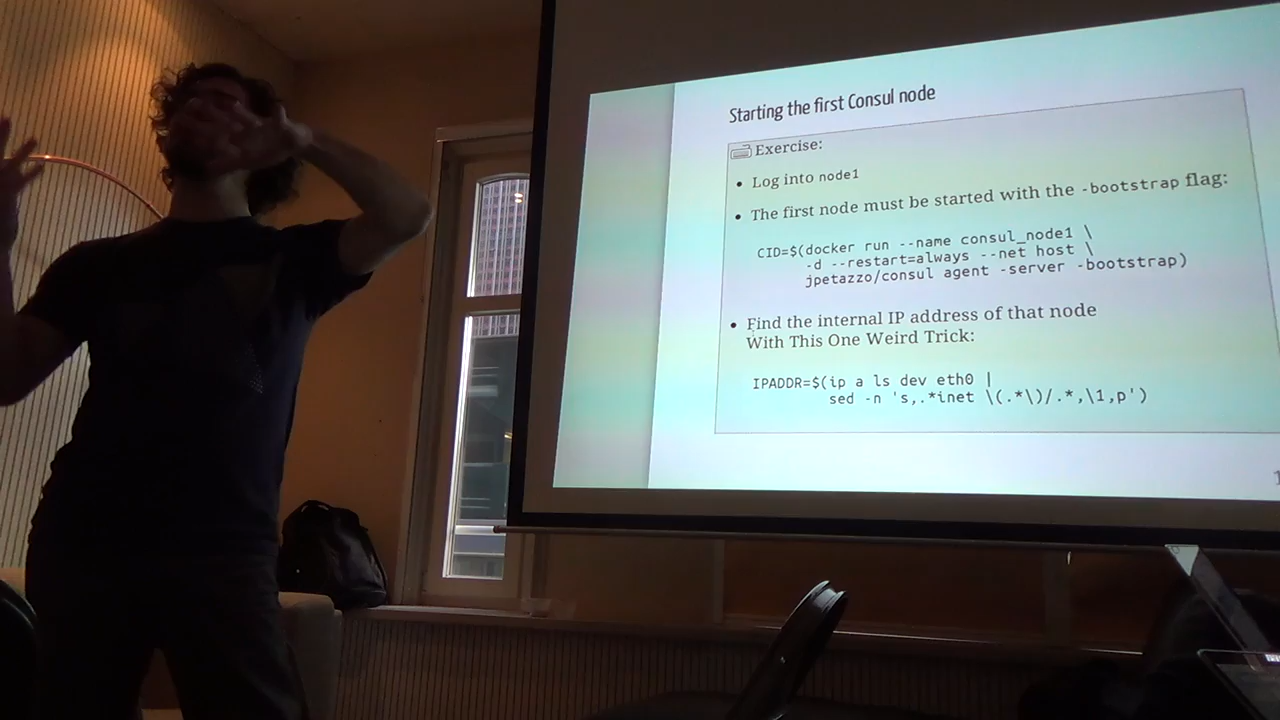 Starting the first Consul node
Exercise:
• Log into node1
• The first node must be started with the -bootstrap flag:
CID=$(docker run --name consul_node1 \
-d --restart=always --net host \
jpetazzo/consul agent -server -bootstrap)
• Find the internal IP address of that node
With This One Weird Trick:
IPADDR=$(ip a ls dev eth0 |
sed -n 's,.*inet \(.*\)/.*,\1,p')